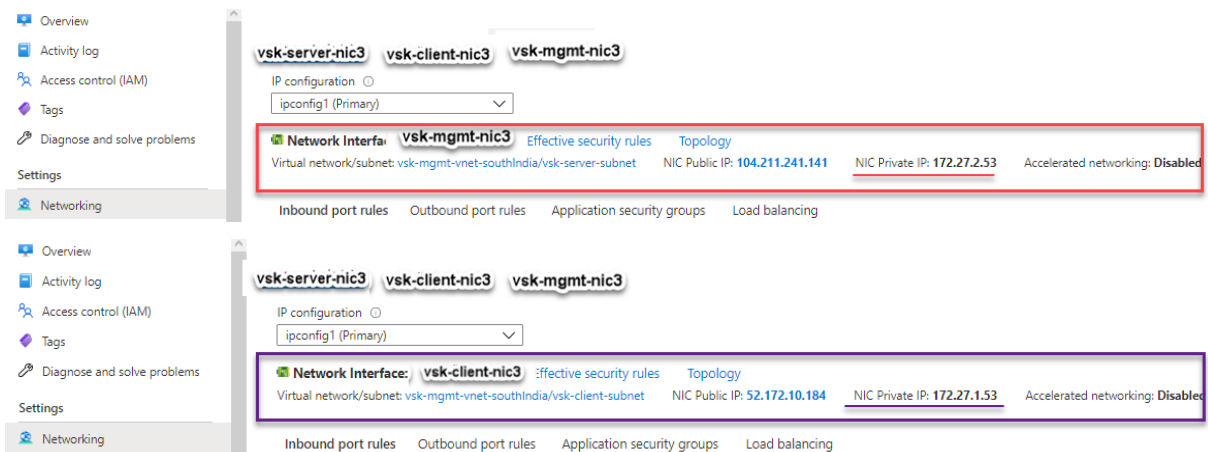 Overview
Activity log
Access control (IAM)
Tags
Diagnose and solve problems
Settings
Networking
vsk-server-nic3 vsk-client-nic3 vsk-mgmt-nic3
IP configuration
ipconfig1 (Primary)
Network Interfa vsk-mgmt-nic3 Effective security rules Topology
Virtual network/subnet: vsk-mgmt-vnet-southIndia/vsk-server-subnet NIC Public IP: 104.211.241.141 NIC Private IP: 172.27.2.53 Accelerated networking: Disabled
Inbound port rules Outbound port rules Application security groups Load balancing
Overview
Activity log
Access control (IAM)
Tags
Diagnose and solve problems
Settings
Networking
vsk-server-nic3 vsk-client-nic3 vsk-mgmt-nic3
IP configuration
ipconfig1 (Primary)
Network Interface: vsk-client-nic3 Effective security rules Topology
Virtual network/subnet: vsk-mgmt-vnet-southIndia/vsk-client-subnet NIC Public IP: 52.172.10.184 NIC Private IP: 172.27.1.53 Accelerated networking: Disabled
Inbound port rules Outbound port rules Application security groups Load balancing